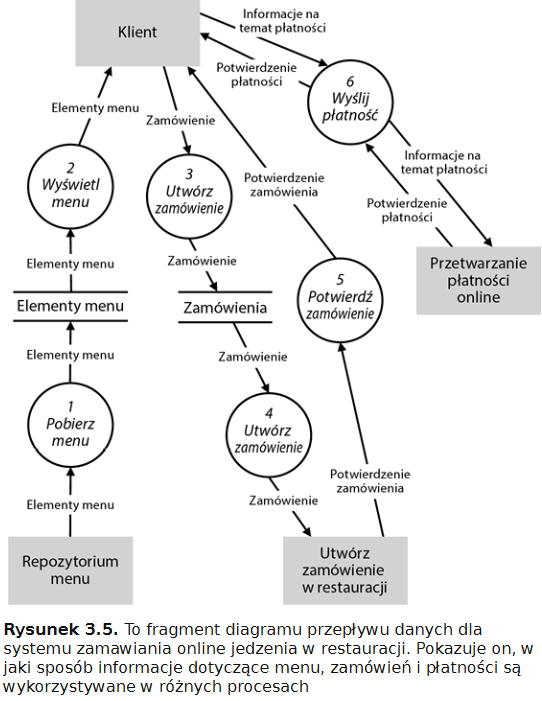 Klient
Informacje na
temat płatności
Potwierdzenie
płatności
6
Wyślij
płatność
Elementy menu
Zamówienie
2
Wyświetl
menu
3
Utwórz
zamówienie
Potwierdzenie
zamówienia
Informacje na
temat płatności
Potwierdzenie
płatności
Elementy menu
Zamówienie
Przetwarzanie
płatności
online
5
Potwierdź
zamówienie
Elementy menu
Zamówienia
Elementy menu
Zamówienie
1
Pobierz
menu
4
Utwórz
zamówienie
Potwierdzenie
zamówienia
Elementy menu
Zamówienie
Repozytorium
menu
Utwórz
zamówienie
w restauracji
Rysunek 3.5. To fragment diagramu przepływu danych dla
systemu zamawiania online jedzenia w restauracji. Pokazuje on, w
jaki sposób informacje dotyczące menu, zamówień i płatności są
wykorzystywane w różnych procesach